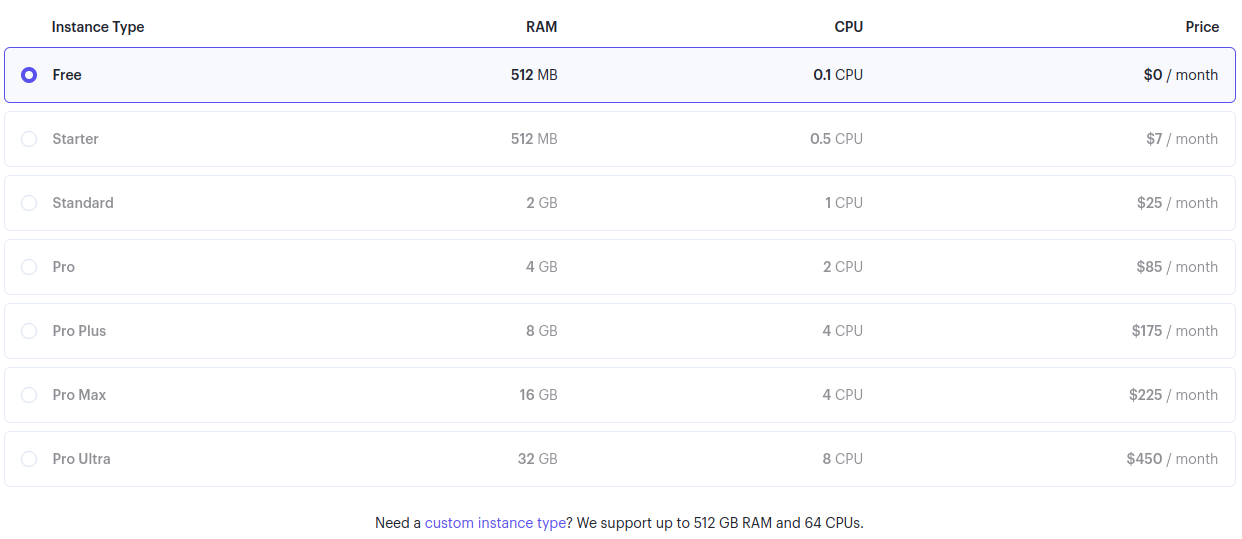 Instance Type RAM CPU Price
Free 512 MB 0.1 CPU $0 / month
Starter 512 MB 0.5 CPU $7 / month
Standard 2 GB 1 CPU $25 / month
Pro 4 GB 2 CPU $85 / month
Pro Plus 8 GB 4 CPU $175 / month
Pro Max 16 GB 4 CPU $225 / month
Pro Ultra 32 GB 8 CPU $450 / month
Need a custom instance type? We support up to 512 GB RAM and 64 CPUs.